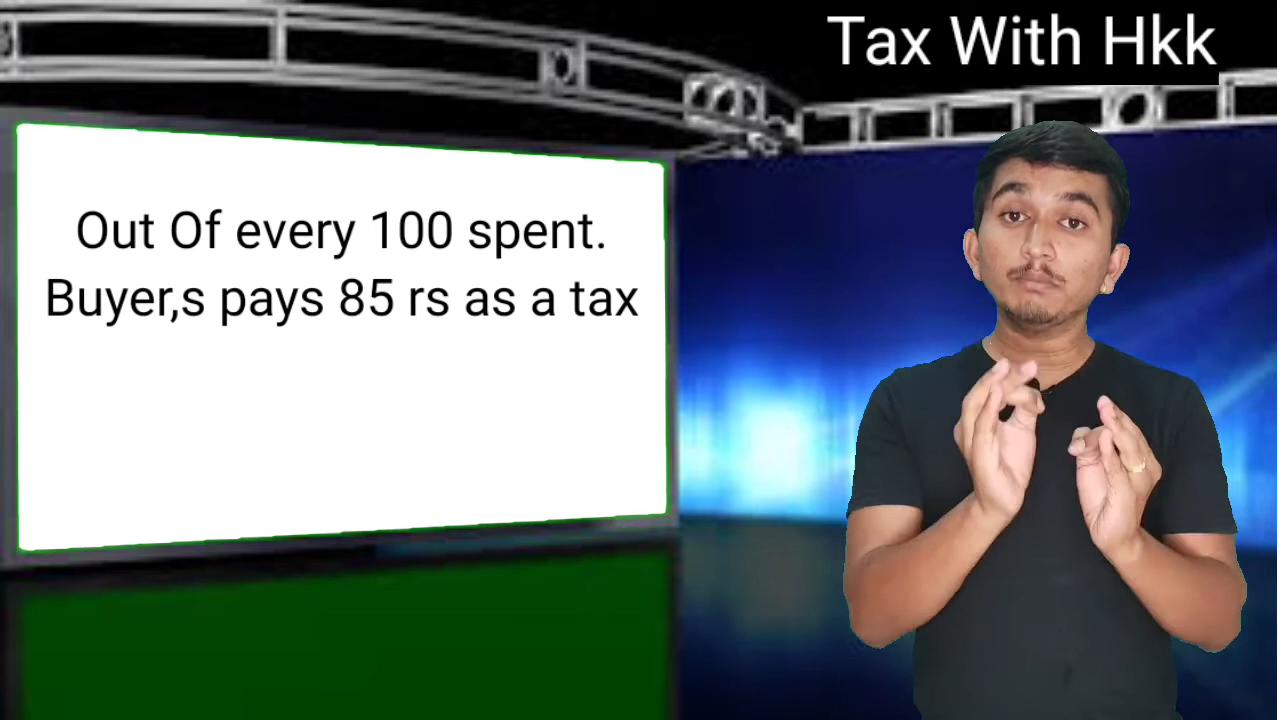 Tax With Hkk
Out Of every 100 spent.
Buyer,s pays 85 rs as a tax